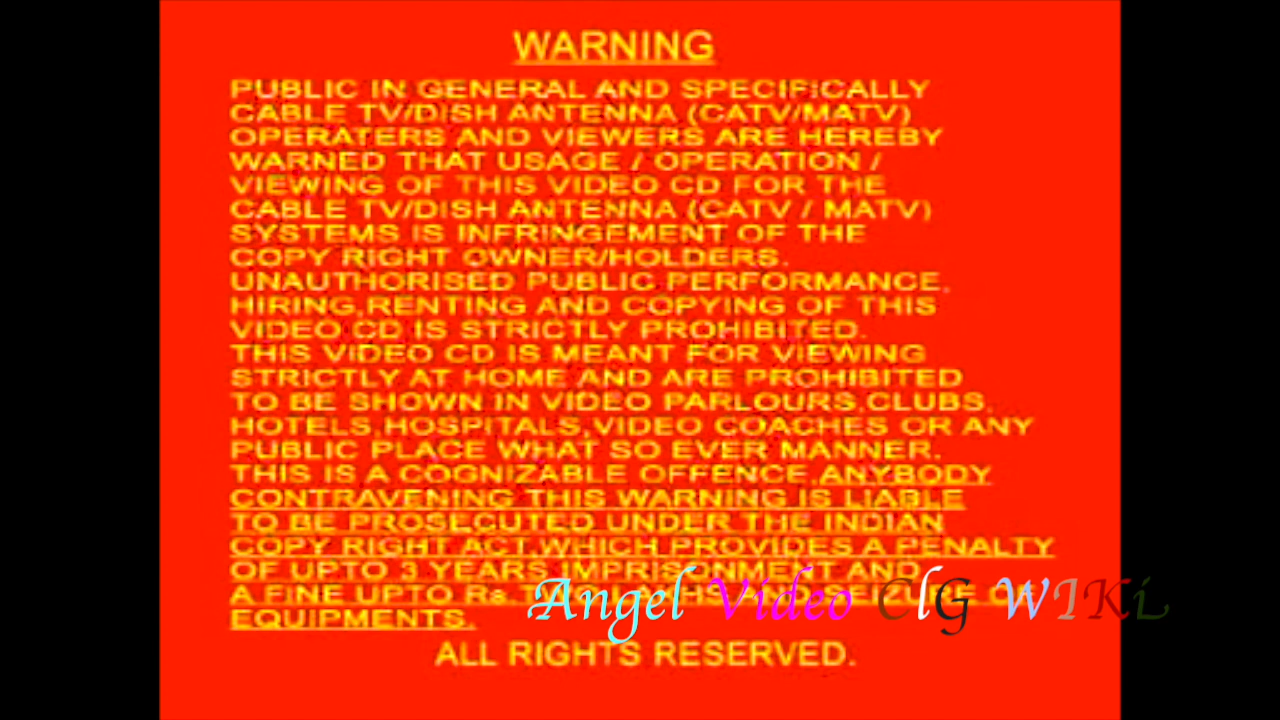 WARNING
PUBLIC IN GENERAL AND SPECIFICALLY
CABLE TV/DISH ANTENNA (CATV/MATV)
OPERATERS AND VIEWERS ARE HEREBY
WARNED THAT USAGE / OPERATION /
VIEWING OF THIS VIDEO CD FOR THE
CABLE TV/DISH ANTENNA (CATV / MATV)
SYSTEMS IS INFRINGEMENT OF THE
COPY RIGHT OWNER/HOLDERS.
UNAUTHORISED PUBLIC PERFORMANCE,
HIRING,RENTING AND COPYING OF THIS
VIDEO CD IS STRICTLY PROHIBITED.
THIS VIDEO CD IS MEANT FOR VIEWING
STRICTLY AT HOME AND ARE PROHIBITED
TO BE SHOWN IN VIDEO PARLOURS,CLUBS,
HOTELS,HOSPITALS,VIDEO COACHES OR ANY
PUBLIC PLACE WHAT SO EVER MANNER.
THIS IS A COGNIZABLE OFFENCE,ANYBODY
CONTRAVENING THIS WARNING IS LIABLE
TO BE PROSECUTED UNDER THE INDIAN
COPY RIGHT ACT,WHICH PROVIDES A PENALTY
OF UPTO 3 YEARS IMPRISONMENT AND
A FINE UPTO Rs.
Angel Video ClG WIKi
EQUIPMENTS.
ALL RIGHTS RESERVED.